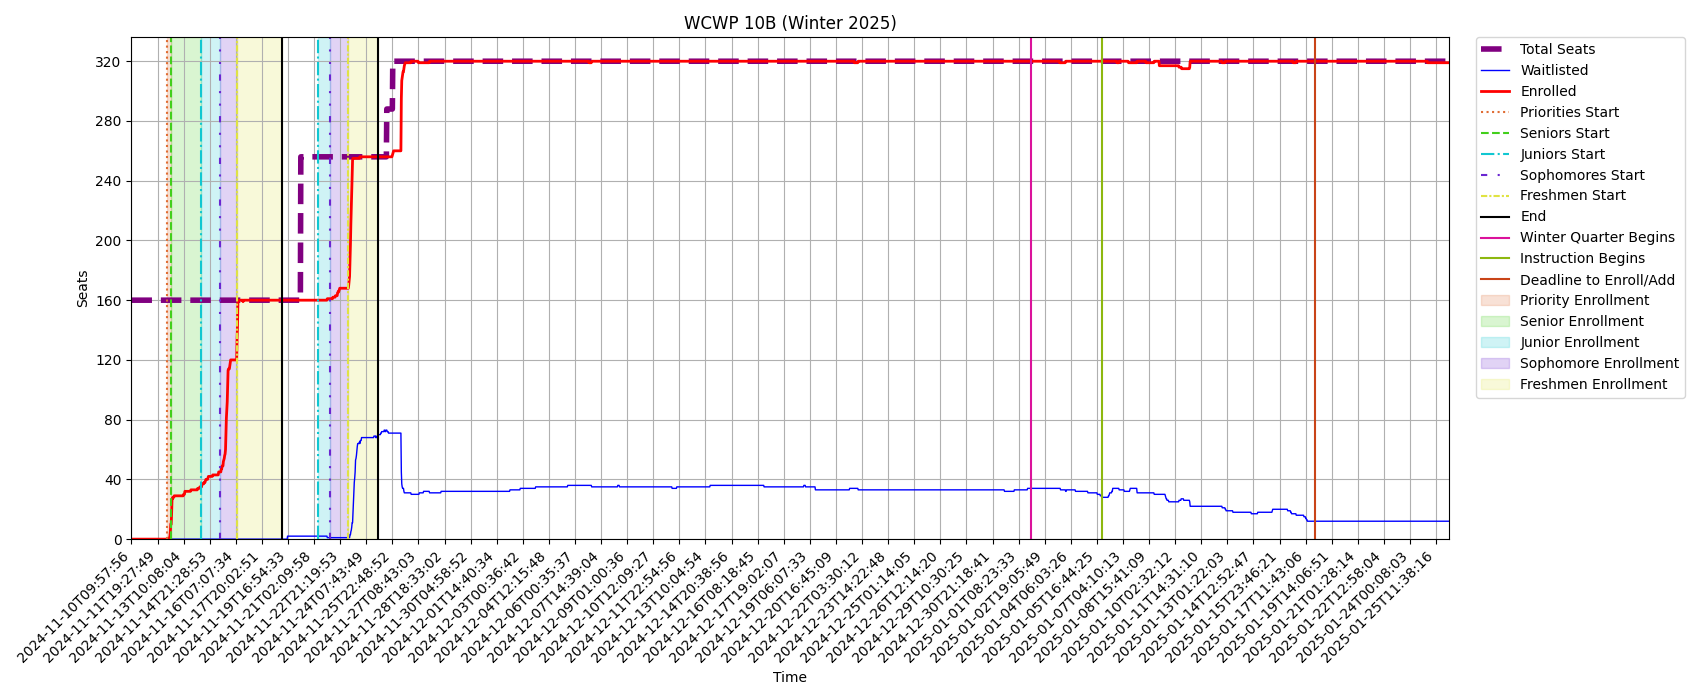 WCWP 10B (Winter 2025)
Seats
320
280
240
200
160
120
80
40
0
2024-11-10T09:57:56
2024-11-11T19:27:49
2024-11-13T10:08:04
2024-11-14T21:28:53
2024-11-16T07:07:34
2024-11-17T20:02:51
2024-11-19T16:54:33
2024-11-21T02:09:58
2024-11-22T21:19:53
2024-11-24T07:43:49
2024-11-25T22:48:52
2024-11-27T08:43:03
2024-11-28T18:33:02
2024-11-30T04:58:52
2024-12-01T14:40:34
2024-12-03T00:36:42
2024-12-04T12:15:48
2024-12-06T00:35:37
2024-12-07T14:39:04
2024-12-09T01:00:36
2024-12-10T12:09:27
2024-12-11T22:54:56
2024-12-13T10:04:54
2024-12-14T20:38:56
2024-12-16T08:18:45
2024-12-17T19:02:07
2024-12-19T06:07:33
2024-12-20T16:45:09
2024-12-22T03:30:12
2024-12-23T14:22:48
2024-12-25T01:14:05
2024-12-26T12:14:20
2024-12-29T10:30:25
2024-12-30T21:18:41
2025-01-01T08:23:33
2025-01-02T19:05:49
2025-01-04T06:03:26
2025-01-05T16:44:25
2025-01-07T04:10:13
2025-01-08T15:41:09
2025-01-10T02:32:12
2025-01-11T14:31:10
2025-01-13T01:22:03
2025-01-14T12:52:47
2025-01-15T23:46:21
2025-01-17T11:43:06
2025-01-19T14:06:51
2025-01-21T01:28:14
2025-01-22T12:58:04
2025-01-24T00:08:03
2025-01-25T11:38:16
Time
Total Seats
Waitlisted
Enrolled
Priorities Start
Seniors Start
Juniors Start
Sophomores Start
Freshmen Start
End
Winter Quarter Begins
Instruction Begins
Deadline to Enroll/Add
Priority Enrollment
Senior Enrollment
Junior Enrollment
Sophomore Enrollment
Freshmen Enrollment